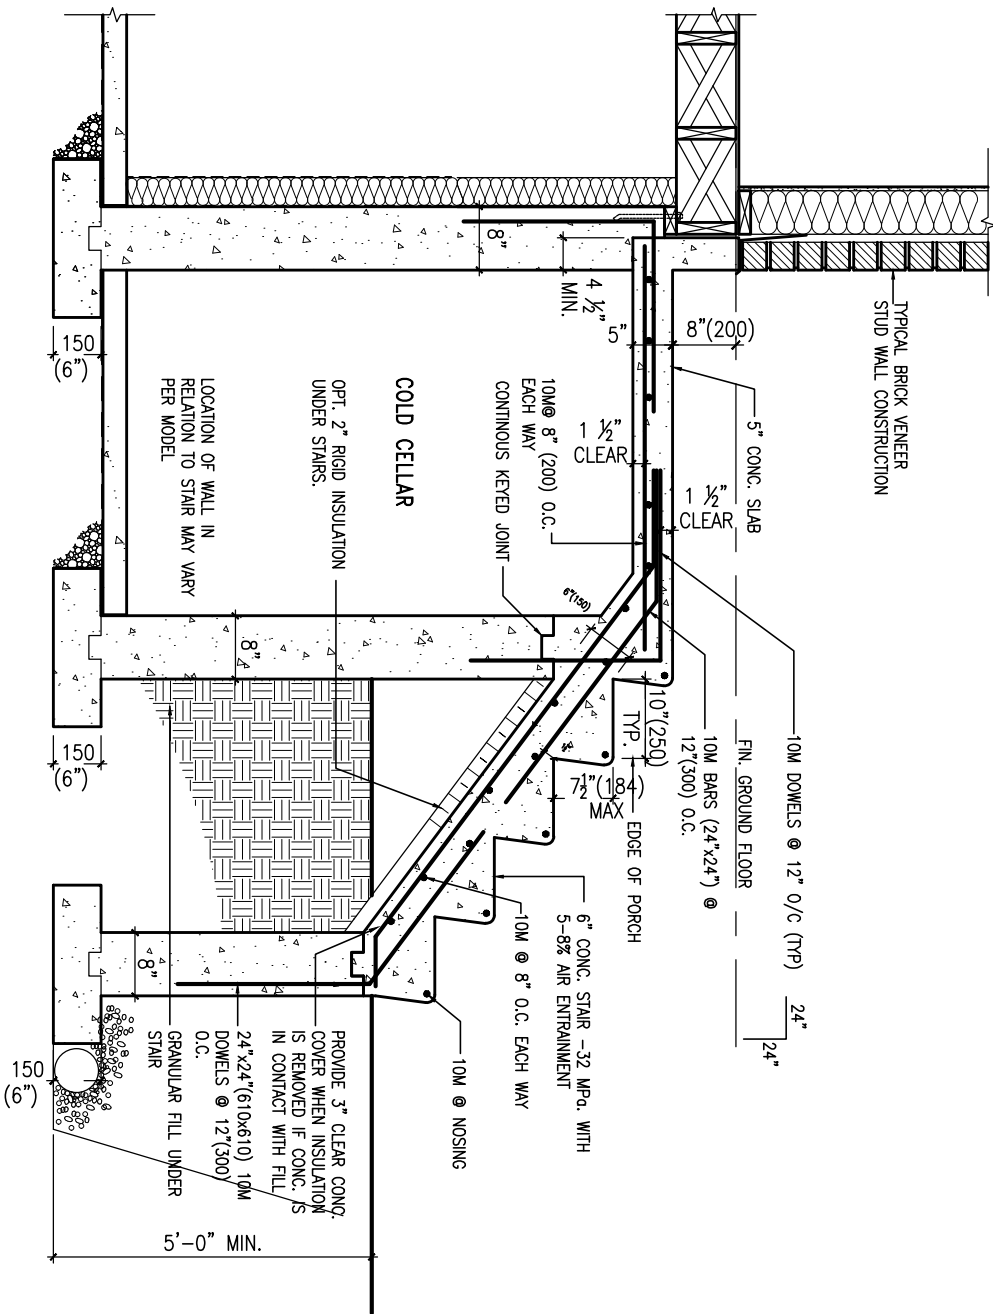 TYPICAL BRICK VENEER
STUD WALL CONSTRUCTION
5" CONC. SLAB
10M DOWELS @ 12" O/C (TYP)
24"
24"
FIN. GROUND FLOOR
8"(200)
5"
1 ½"
CLEAR
1 ½"
CLEAR
10M BARS (24"x24") @
12"(300) O.C.
10"(250)
TYP.
EDGE OF PORCH
7½"(184)
MAX
6" CONC. STAIR -32 MPa. WITH
5-8% AIR ENTRAINMENT
10M @ 8" O.C. EACH WAY
10M @ NOSING
4 ½"
MIN.
8"
10M@ 8" (200) O.C.
EACH WAY
CONTINOUS KEYED JOINT
6"(150)
COLD CELLAR
OPT. 2" RIGID INSULATION
UNDER STAIRS.
LOCATION OF WALL IN
RELATION TO STAIR MAY VARY
PER MODEL
8"
8"
PROVIDE 3" CLEAR CONC.
COVER WHEN INSULATION
IS REMOVED IF CONC. IS
IN CONTACT WITH FILL
24"x24"(610x610) 10M
DOWELS @ 12"(300)
O.C.
GRANULAR FILL UNDER
STAIR
150
(6")
150
(6")
150
(6")
5'-0" MIN.